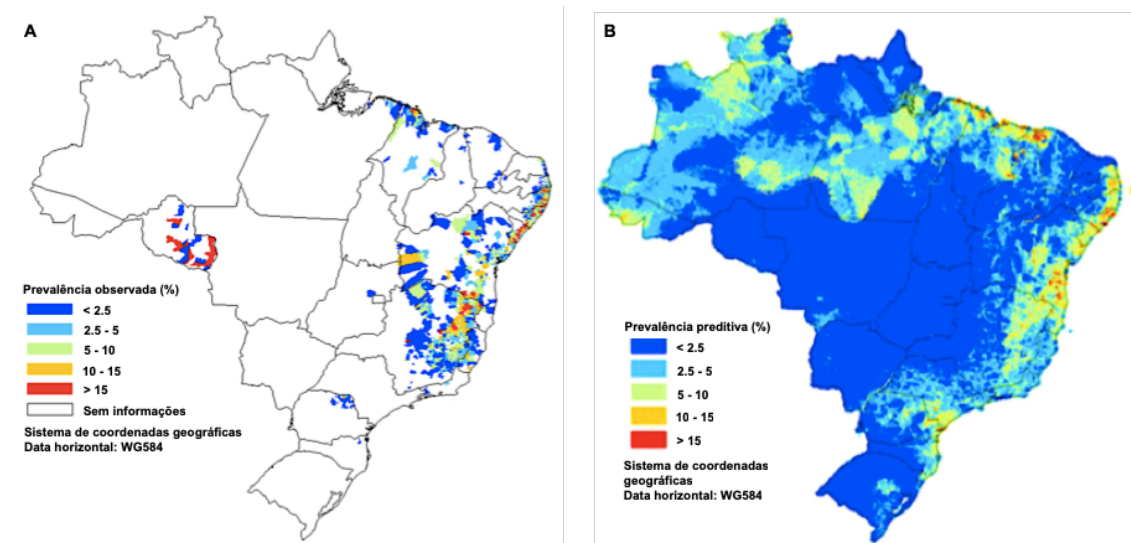 A
Prevalência observada (%)
< 2.5
2.5 - 5
5 - 10
10 - 15
> 15
Sem informações
Sistema de coordenadas geográficas
Data horizontal: WG584
B
Prevalência preditiva (%)
< 2.5
2.5 - 5
5 - 10
10 - 15
> 15
Sistema de coordenadas
geográficas
Data horizontal: WG584